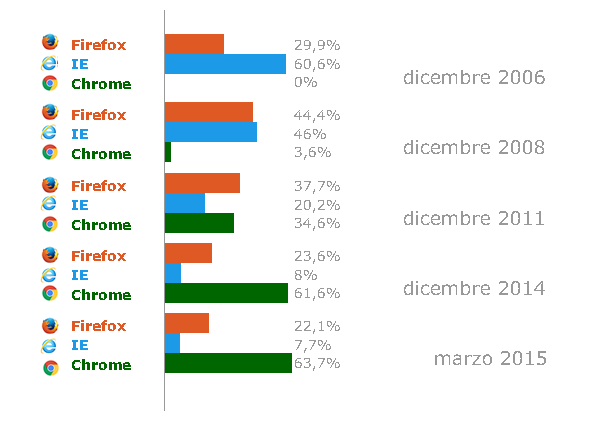 Firefox 29,9%
IE 60,6%
Chrome 0%
dicembre 2006
Firefox 44,4%
IE 46%
Chrome 3,6%
dicembre 2008
Firefox 37,7%
IE 20,2%
Chrome 34,6%
dicembre 2011
Firefox 23,6%
IE 8%
Chrome 61,6%
dicembre 2014
Firefox 22,1%
IE 7,7%
Chrome 63,7%
marzo 2015